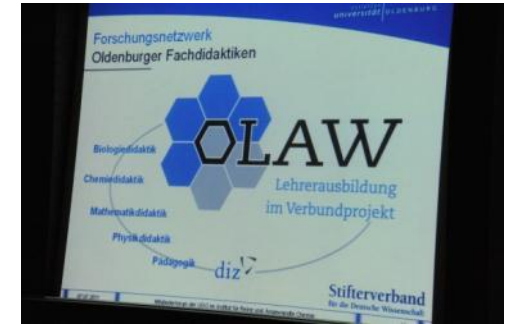 universität OLDENBURG
Forschungsnetzwerk
Oldenburger Fachdidaktiken
OLAW
Biologiedidaktik
Lehrerausbildung
Chemiedidaktik
im Verbundprojekt
Mathematikdidaktik
Physikdidaktik
Pädagogik
diz
Stifterverband
für die Deutsche Wissenschaft